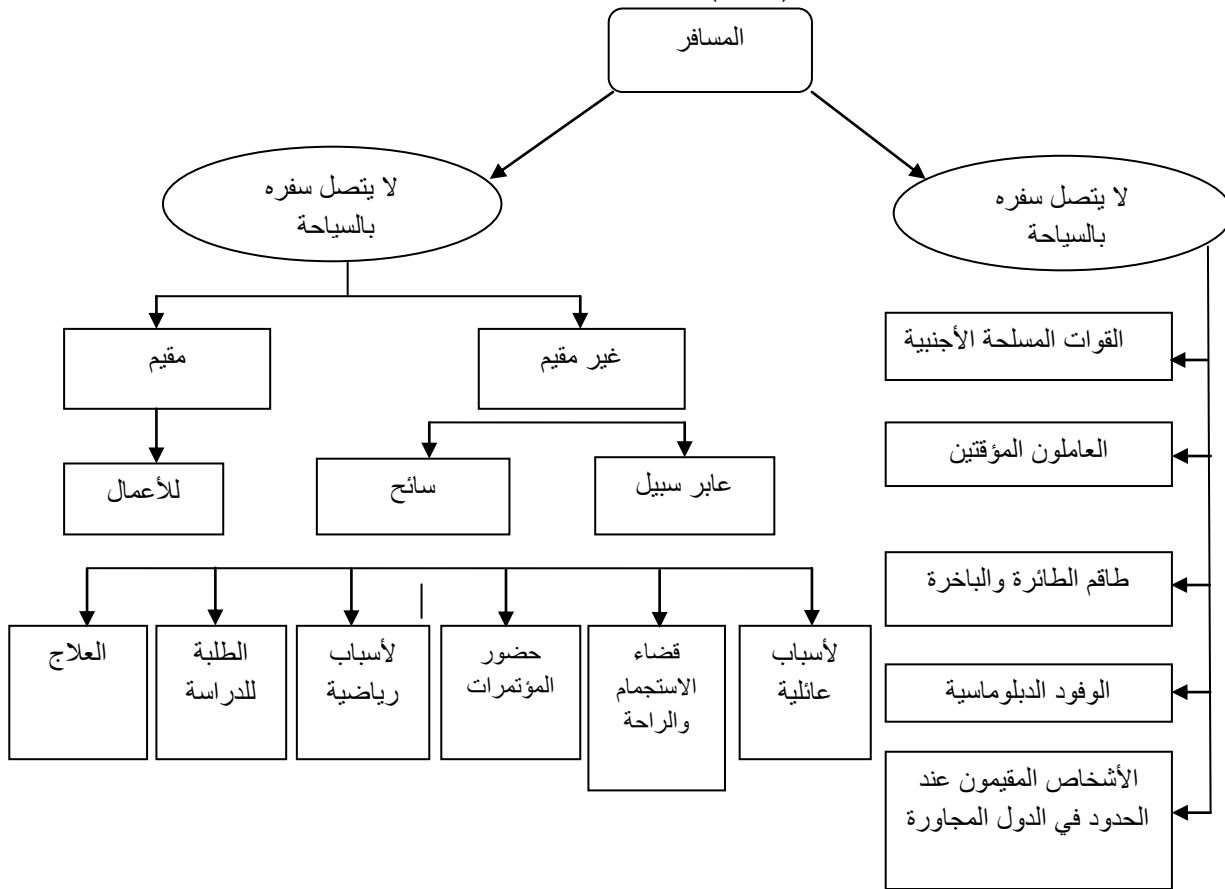 المسافر
لا يتصل سفره
بالسياحة
لا يتصل سفره
بالسياحة
القوات المسلحة الأجنبية
غير مقيم
مقيم
العاملون المؤقتين
عابر سبيل
سائح
للأعمال
طاقم الطائرة والباخرة
لأسباب
عائلية
قضاء
الاستجمام
والراحة
حضور
المؤتمرات
لأسباب
رياضية
الطلبة
للدراسة
العلاج
الوفود الدبلوماسية
الأشخاص المقيمون عند
الحدود في الدول المجاورة